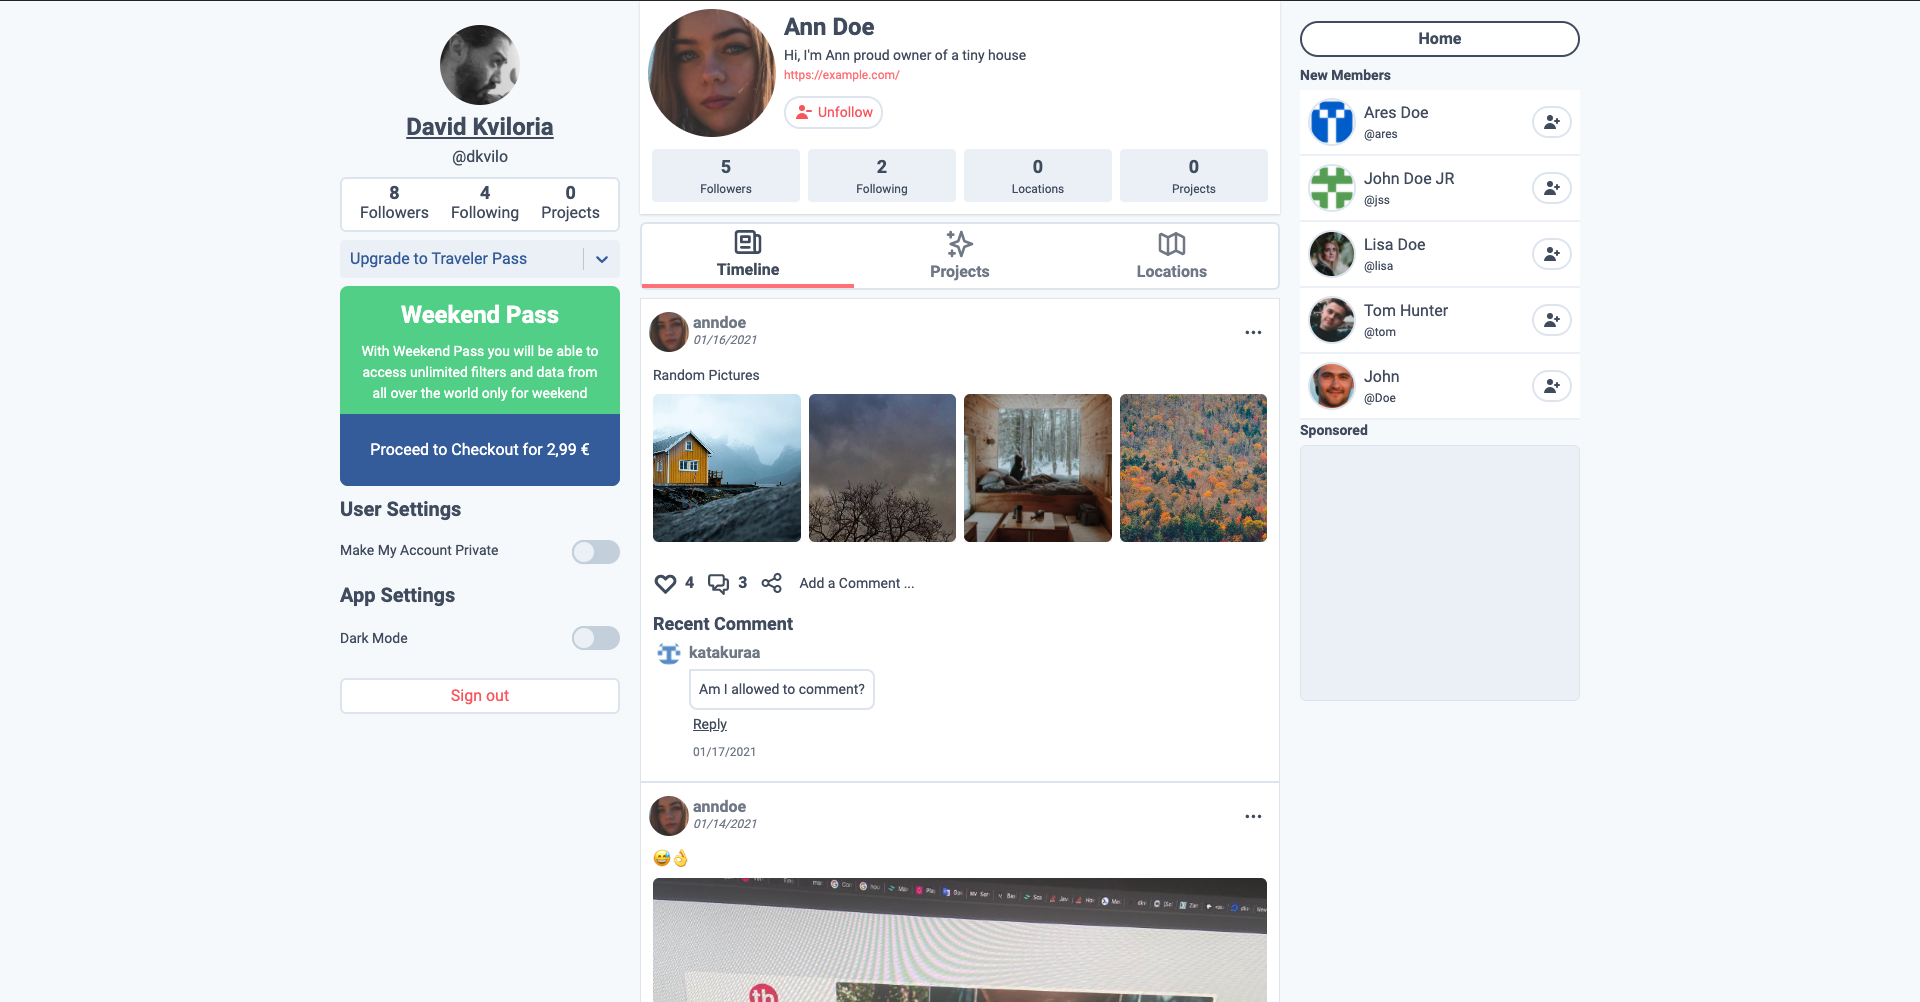 David Kviloria
@dkvilo
8 4 0
Followers Following Projects
Upgrade to Traveler Pass
Weekend Pass
With Weekend Pass you will be able to
access unlimited filters and data from
all over the world only for weekend
Proceed to Checkout for 2,99 €
User Settings
Make My Account Private
App Settings
Dark Mode
Sign out
Ann Doe
Hi, I'm Ann proud owner of a tiny house
https://example.com/
Unfollow
5 2 0 0
Followers Following Locations Projects
Timeline Projects Locations
anndoe
01/16/2021
Random Pictures
4 3 Add a Comment ...
Recent Comment
katakuraa
Am I allowed to comment?
Reply
01/17/2021
anndoe
01/14/2021
😅👌
tb
Home
New Members
Ares Doe
@ares
John Doe JR
@jss
Lisa Doe
@lisa
Tom Hunter
@tom
John
@Doe
Sponsored